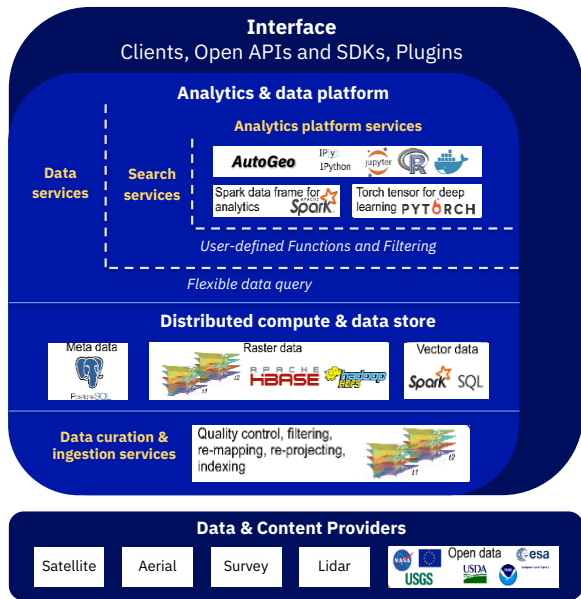 Interface
Clients, Open APIs and SDKs, Plugins
Analytics & data platform
Data
services
Search
services
Analytics platform services
AutoGeo
IP[y]:
IPython
jupyter
R
Spark data frame for
analytics
APACHE
Spark
Torch tensor for deep
learning PYTORCH
User-defined Functions and Filtering
Flexible data query
Distributed compute & data store
Meta data
PostgreSQL
Raster data
t1
t2
APACHE
HBASE
hadoop
HDFS
Vector data
Spark SQL
Data curation &
ingestion services
Quality control, filtering,
re-mapping, re-projecting,
indexing
t1
t2
Data & Content Providers
Satellite
Aerial
Survey
Lidar
NASA
Open data
esa
USGS
USDA